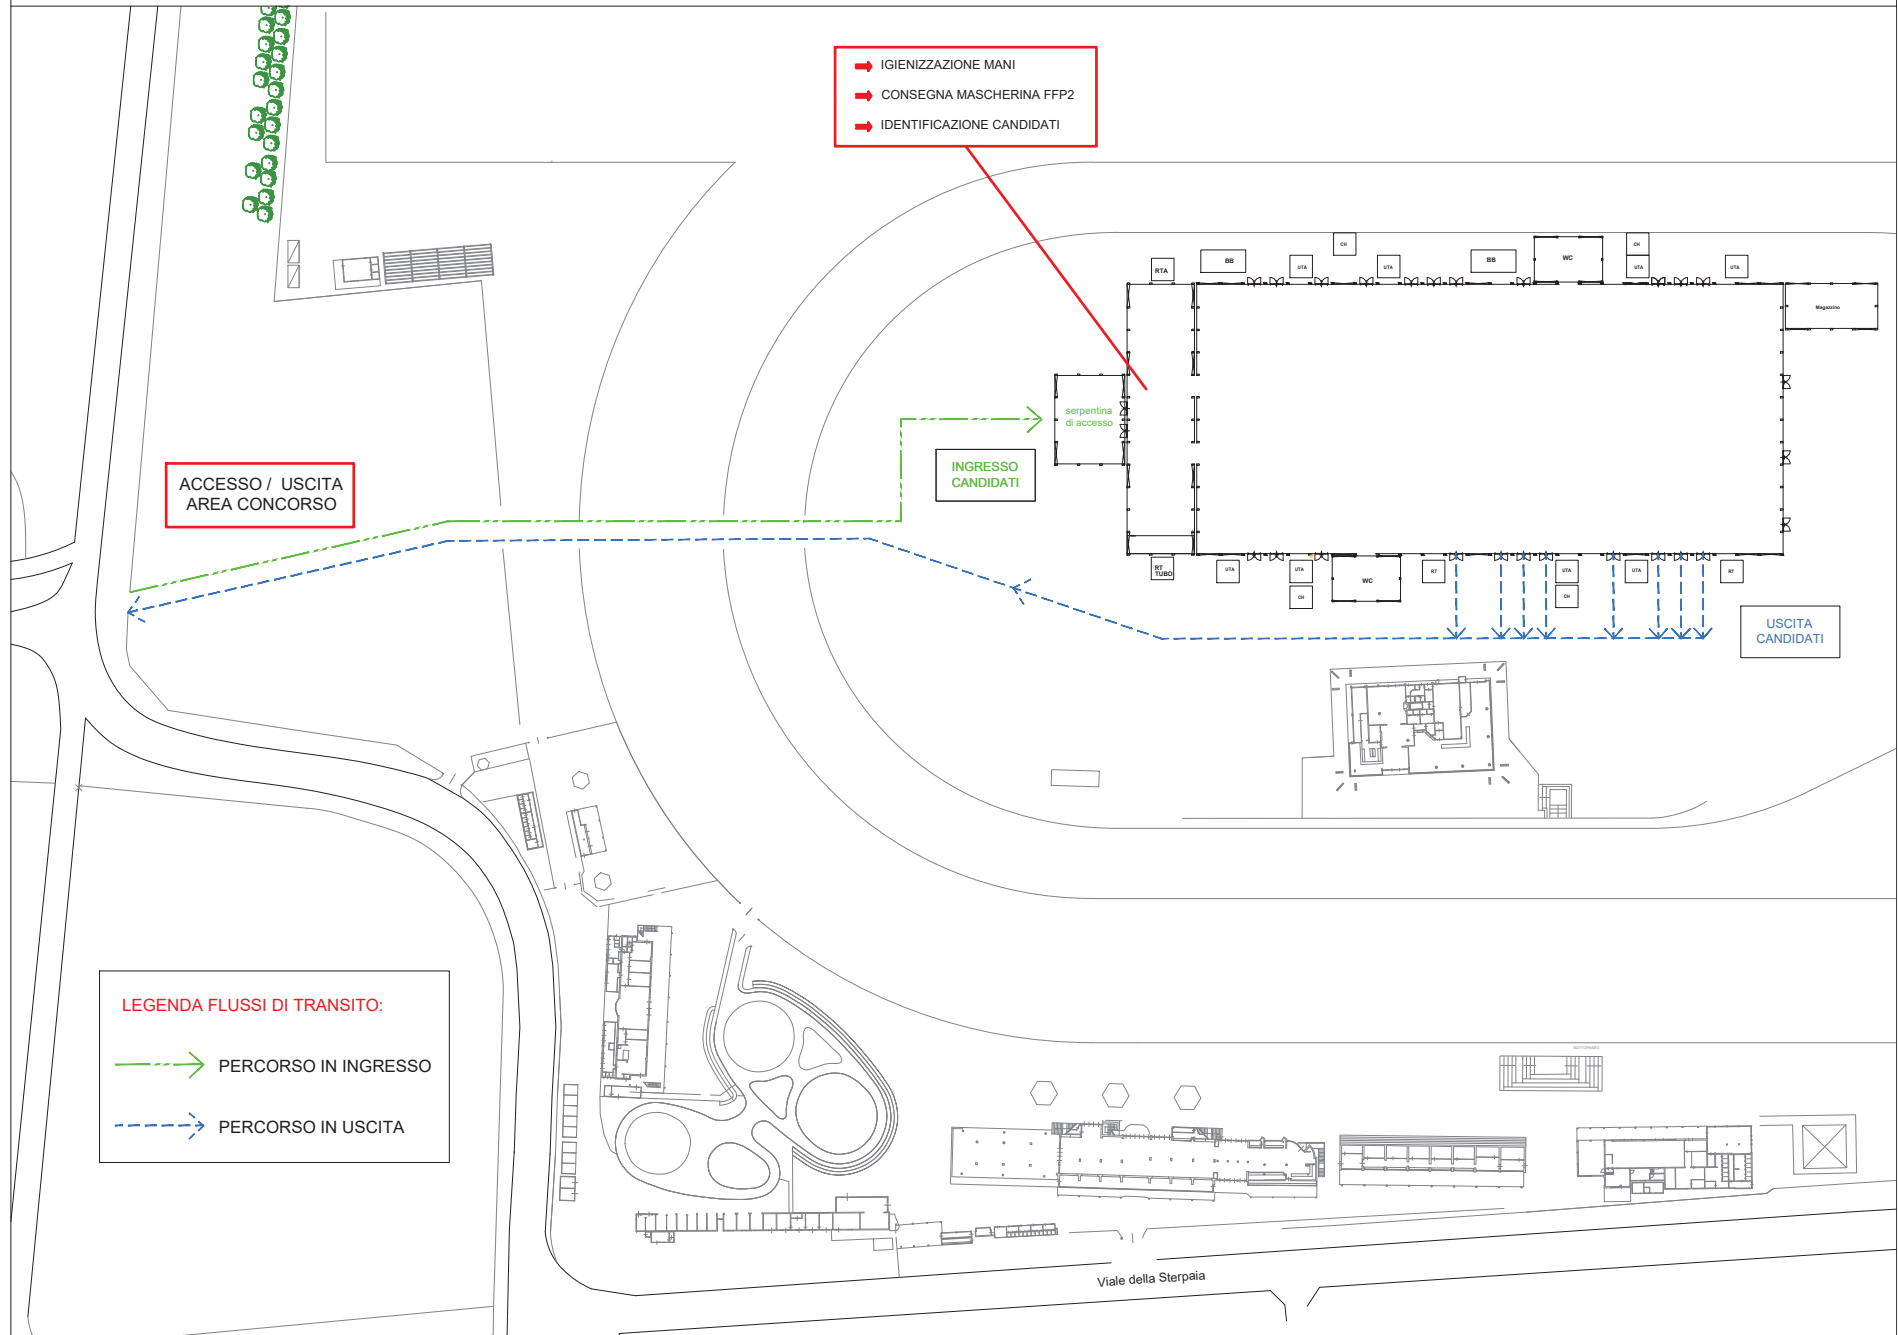 IGIENIZZAZIONE MANI
CONSEGNA MASCHERINA FFP2
IDENTIFICAZIONE CANDIDATI
CH
CH
BB
BB
WC
RTA
UTA
UTA
UTA
UTA
Magazzino
serpentina
di accesso
INGRESSO
CANDIDATI
ACCESSO / USCITA
AREA CONCORSO
RT
TUBO
UTA
UTA
CH
WC
RT
UTA
CH
UTA
RT
USCITA
CANDIDATI
LEGENDA FLUSSI DI TRANSITO:
PERCORSO IN INGRESSO
PERCORSO IN USCITA
Viale della Sterpaia